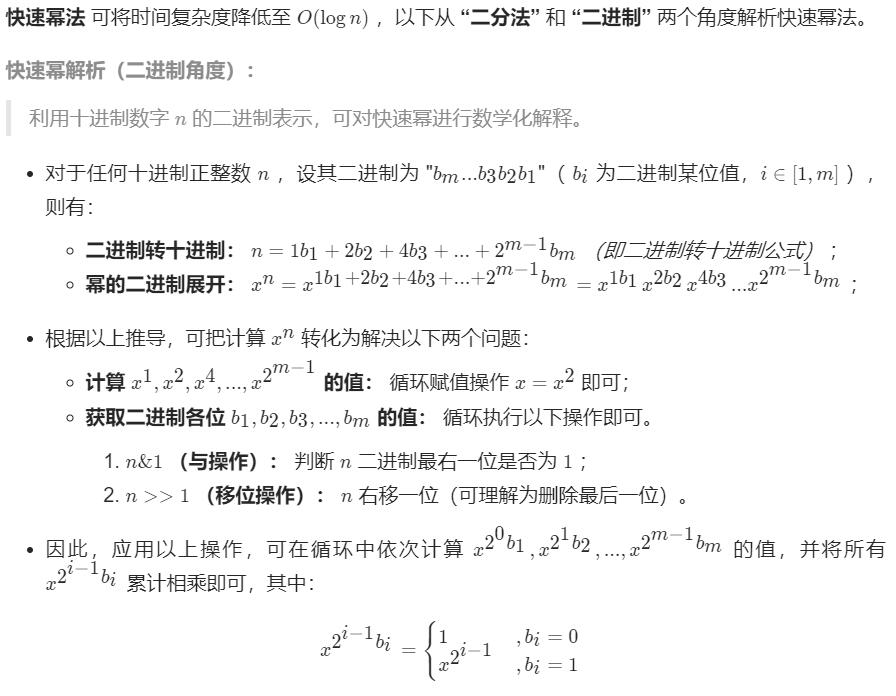 快速幂法 可将时间复杂度降低至 O(log n) ，以下从 “二分法” 和 “二进制” 两个角度解析快速幂法。
快速幂解析（二进制角度）：
利用十进制数字 n 的二进制表示，可对快速幂进行数学化解释。
• 对于任何十进制正整数 n ，设其二进制为 "b_m...b_3b_2b_1"（ b_i 为二进制某位值，i ∈ [1, m] ），
则有：
∘ 二进制转十进制： n = 1b_1 + 2b_2 + 4b_3 + ... + 2^{m−1}b_m （即二进制转十进制公式） ；
∘ 幂的二进制展开： x^n = x^{1b_1+2b_2+4b_3+...+2^{m−1}b_m} = x^{1b_1}x^{2b_2}x^{4b_3}...x^{2^{m−1}b_m} ；
• 根据以上推导，可把计算 x^n 转化为解决以下两个问题：
∘ 计算 x^1, x^2, x^4, ..., x^{2^{m−1}} 的值： 循环赋值操作 x = x^2 即可；
∘ 获取二进制各位 b_1, b_2, b_3, ..., b_m 的值： 循环执行以下操作即可。
1. n&1 （与操作）： 判断 n 二进制最右一位是否为 1 ；
2. n >> 1 （移位操作）： n 右移一位（可理解为删除最后一位）。
• 因此，应用以上操作，可在循环中依次计算 x^{2^0b_1}, x^{2^1b_2}, ..., x^{2^{m−1}b_m} 的值，并将所有
x^{2^{i−1}b_i} 累计相乘即可，其中：
x^{2^{i−1}b_i} = { 1 , b_i = 0
x^{2^{i−1}} , b_i = 1